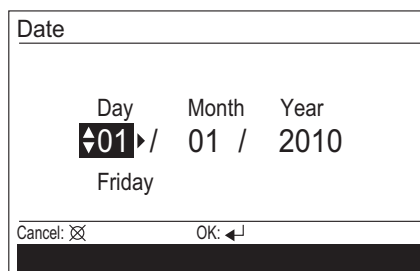 Date
Day Month Year
01 / 01 / 2010
Friday
Cancel: OK: